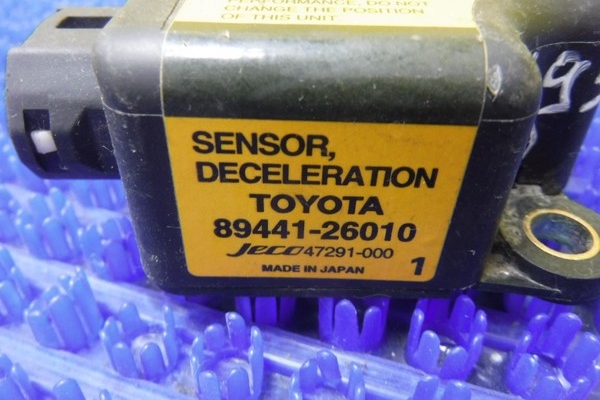 PERFORMANCE, DO NOT
CHANGE THE POSITION
OF THIS UNIT
SENSOR,
DECELERATION
TOYOTA
89441-26010
Jeco 47291-000
MADE IN JAPAN 1